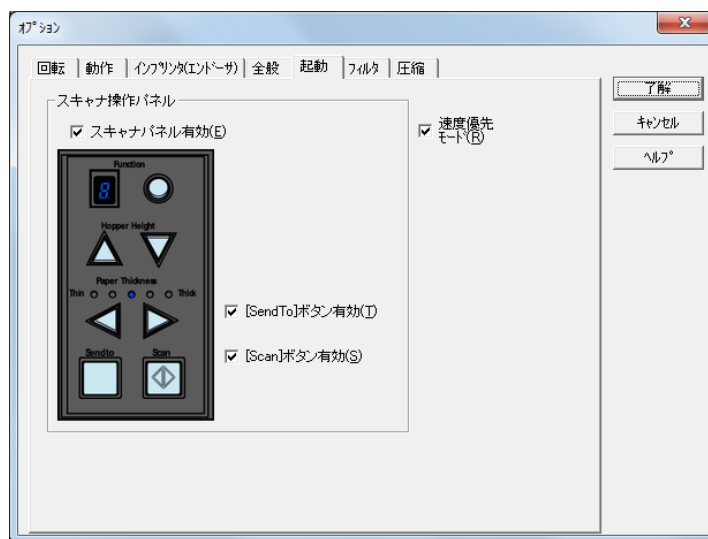 ｵﾌﾟｼｮﾝ
回転
動作
ｲﾝﾌﾟﾘﾝﾀ(ｴﾝﾄﾞｰｻ)
全般
起動
ﾌｨﾙﾀ
圧縮
了解
キャンセル
ﾍﾙﾌﾟ
スキャナ操作パネル
スキャナパネル有効(E)
速度優先
ﾓｰﾄﾞ(R)
Function
8
Hopper Height
Paper Thickness
Thin
Thick
[SendTo]ボタン有効(T)
Sendto
Scan
[Scan]ボタン有効(S)